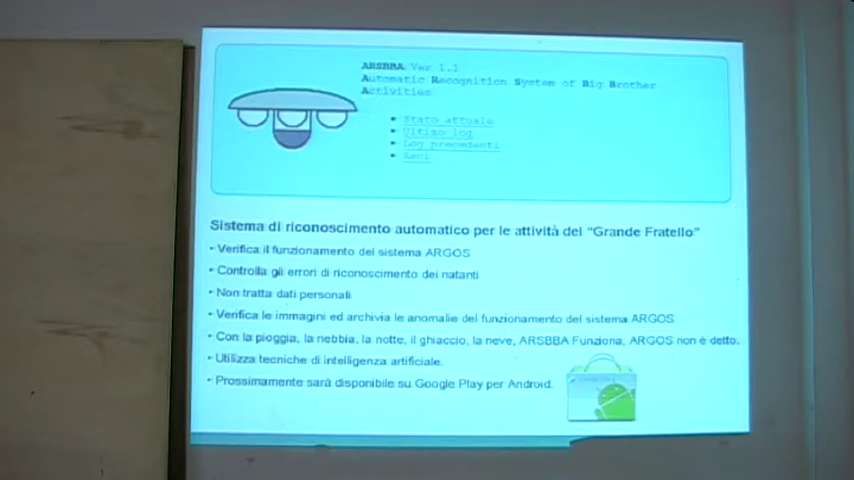 ARSBBA Ver 1.1
Automatic Recognition System of Big Brother
Activities
► Stato attuale
► Ultimo log
► Log precedenti
► Esci
Sistema di riconoscimento automatico per le attività del "Grande Fratello"
• Verifica il funzionamento del sistema ARGOS
• Controlla gli errori di riconoscimento dei natanti
• Non tratta dati personali
• Verifica le immagini ed archivia le anomalie del funzionamento del sistema ARGOS
• Con la pioggia, la nebbia, la notte, il ghiaccio, la neve, ARSBBA Funziona, ARGOS non è detto.
• Utilizza tecniche di intelligenza artificiale.
• Prossimamente sarà disponibile su Google Play per Android.